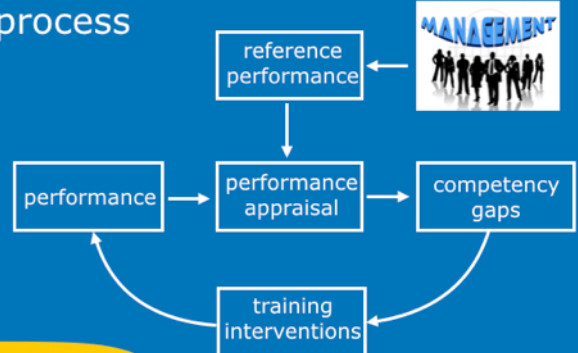 process
MANAGEMENT
reference
performance
performance
performance
appraisal
competency
gaps
training
interventions